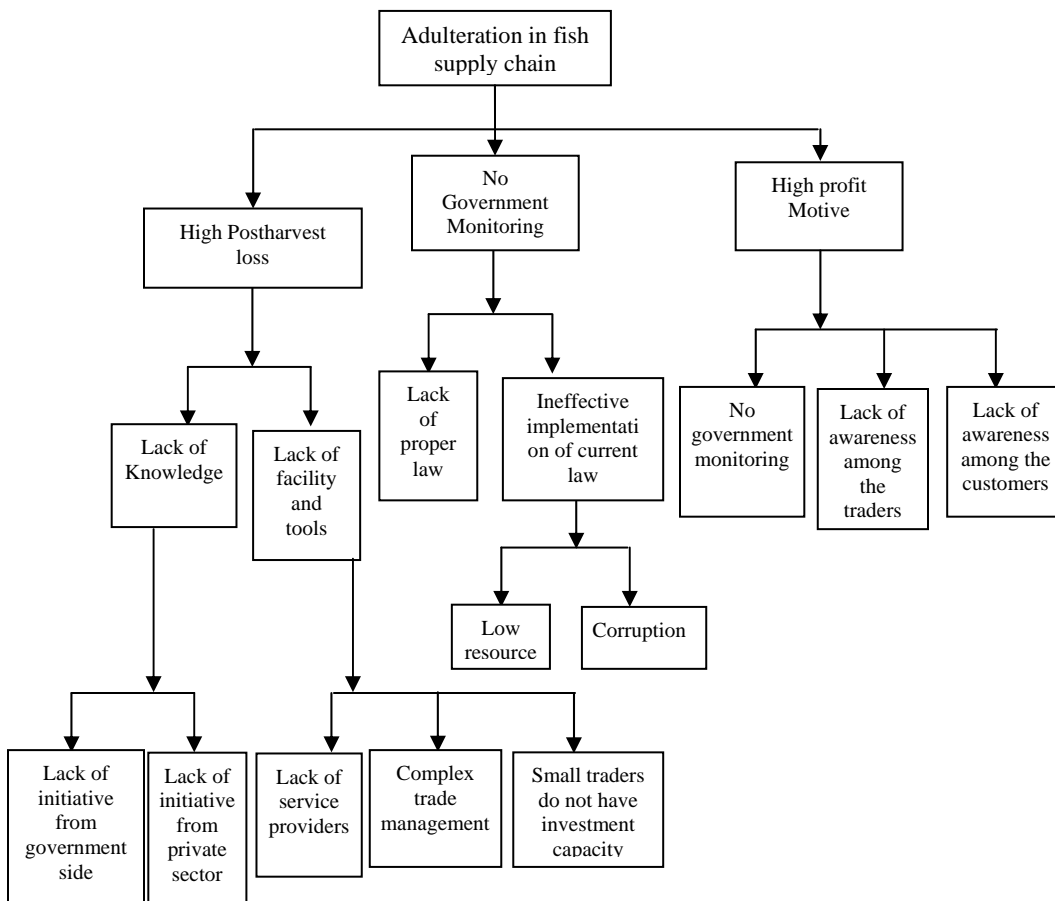 Adulteration in fish
supply chain
No
Government
Monitoring
High profit
Motive
High Postharvest
loss
Lack of
Knowledge
Lack of
facility
and
tools
Lack
of
proper
law
Ineffective
implementati
on of current
law
No
government
monitoring
Lack of
awareness
among
the
traders
Lack of
awareness
among the
customers
Low
resource
Corruption
Lack of
initiative
from
government
side
Lack of
initiative
from
private
sector
Lack of
service
providers
Complex
trade
management
Small traders
do not have
investment
capacity